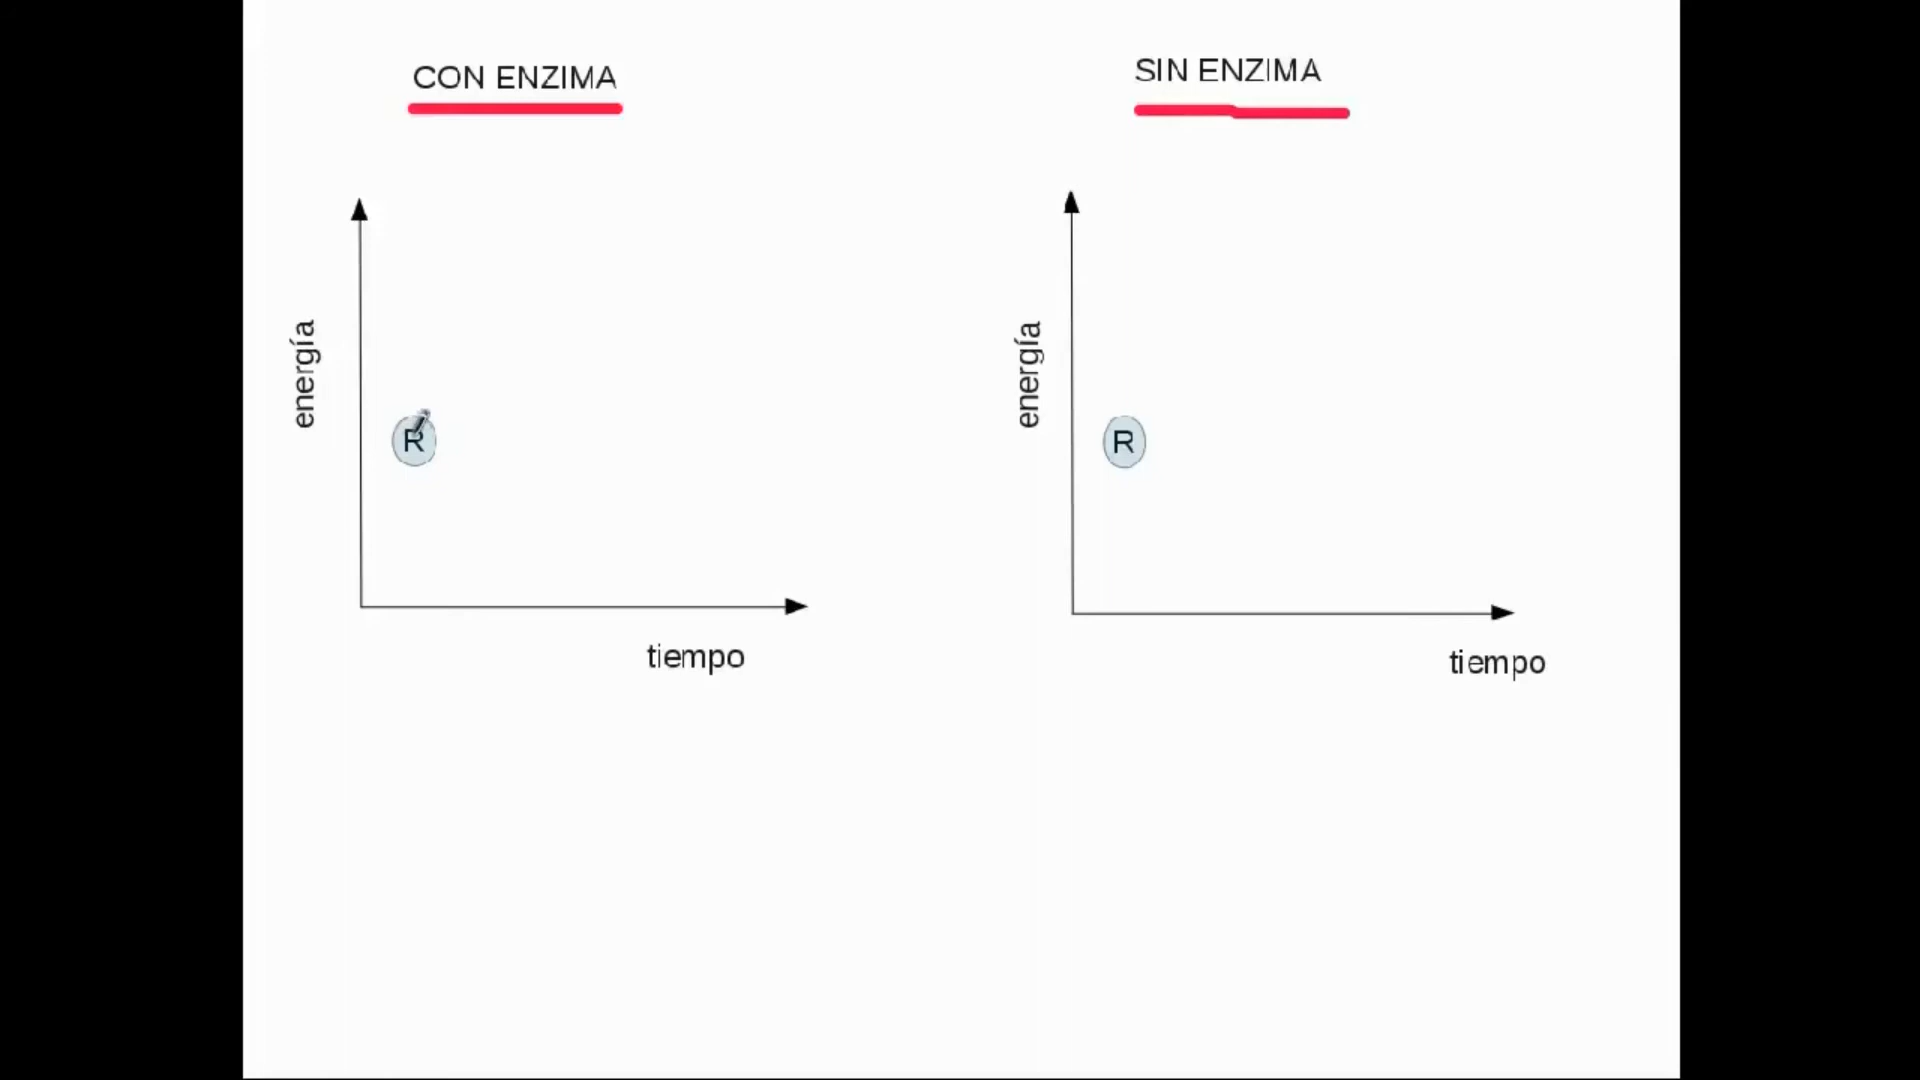 CON ENZIMA
energía
R
tiempo
SIN ENZIMA
energía
R
tiempo